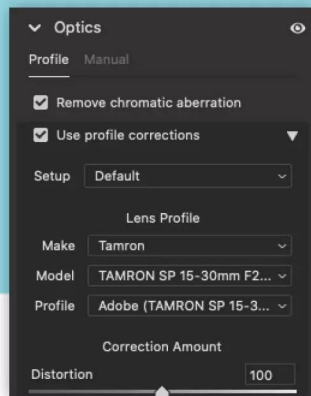 Optics
Profile Manual
Remove chromatic aberration
Use profile corrections
Setup Default
Lens Profile
Make Tamron
Model TAMRON SP 15-30mm F2...
Profile Adobe (TAMRON SP 15-3...
Correction Amount
Distortion 100